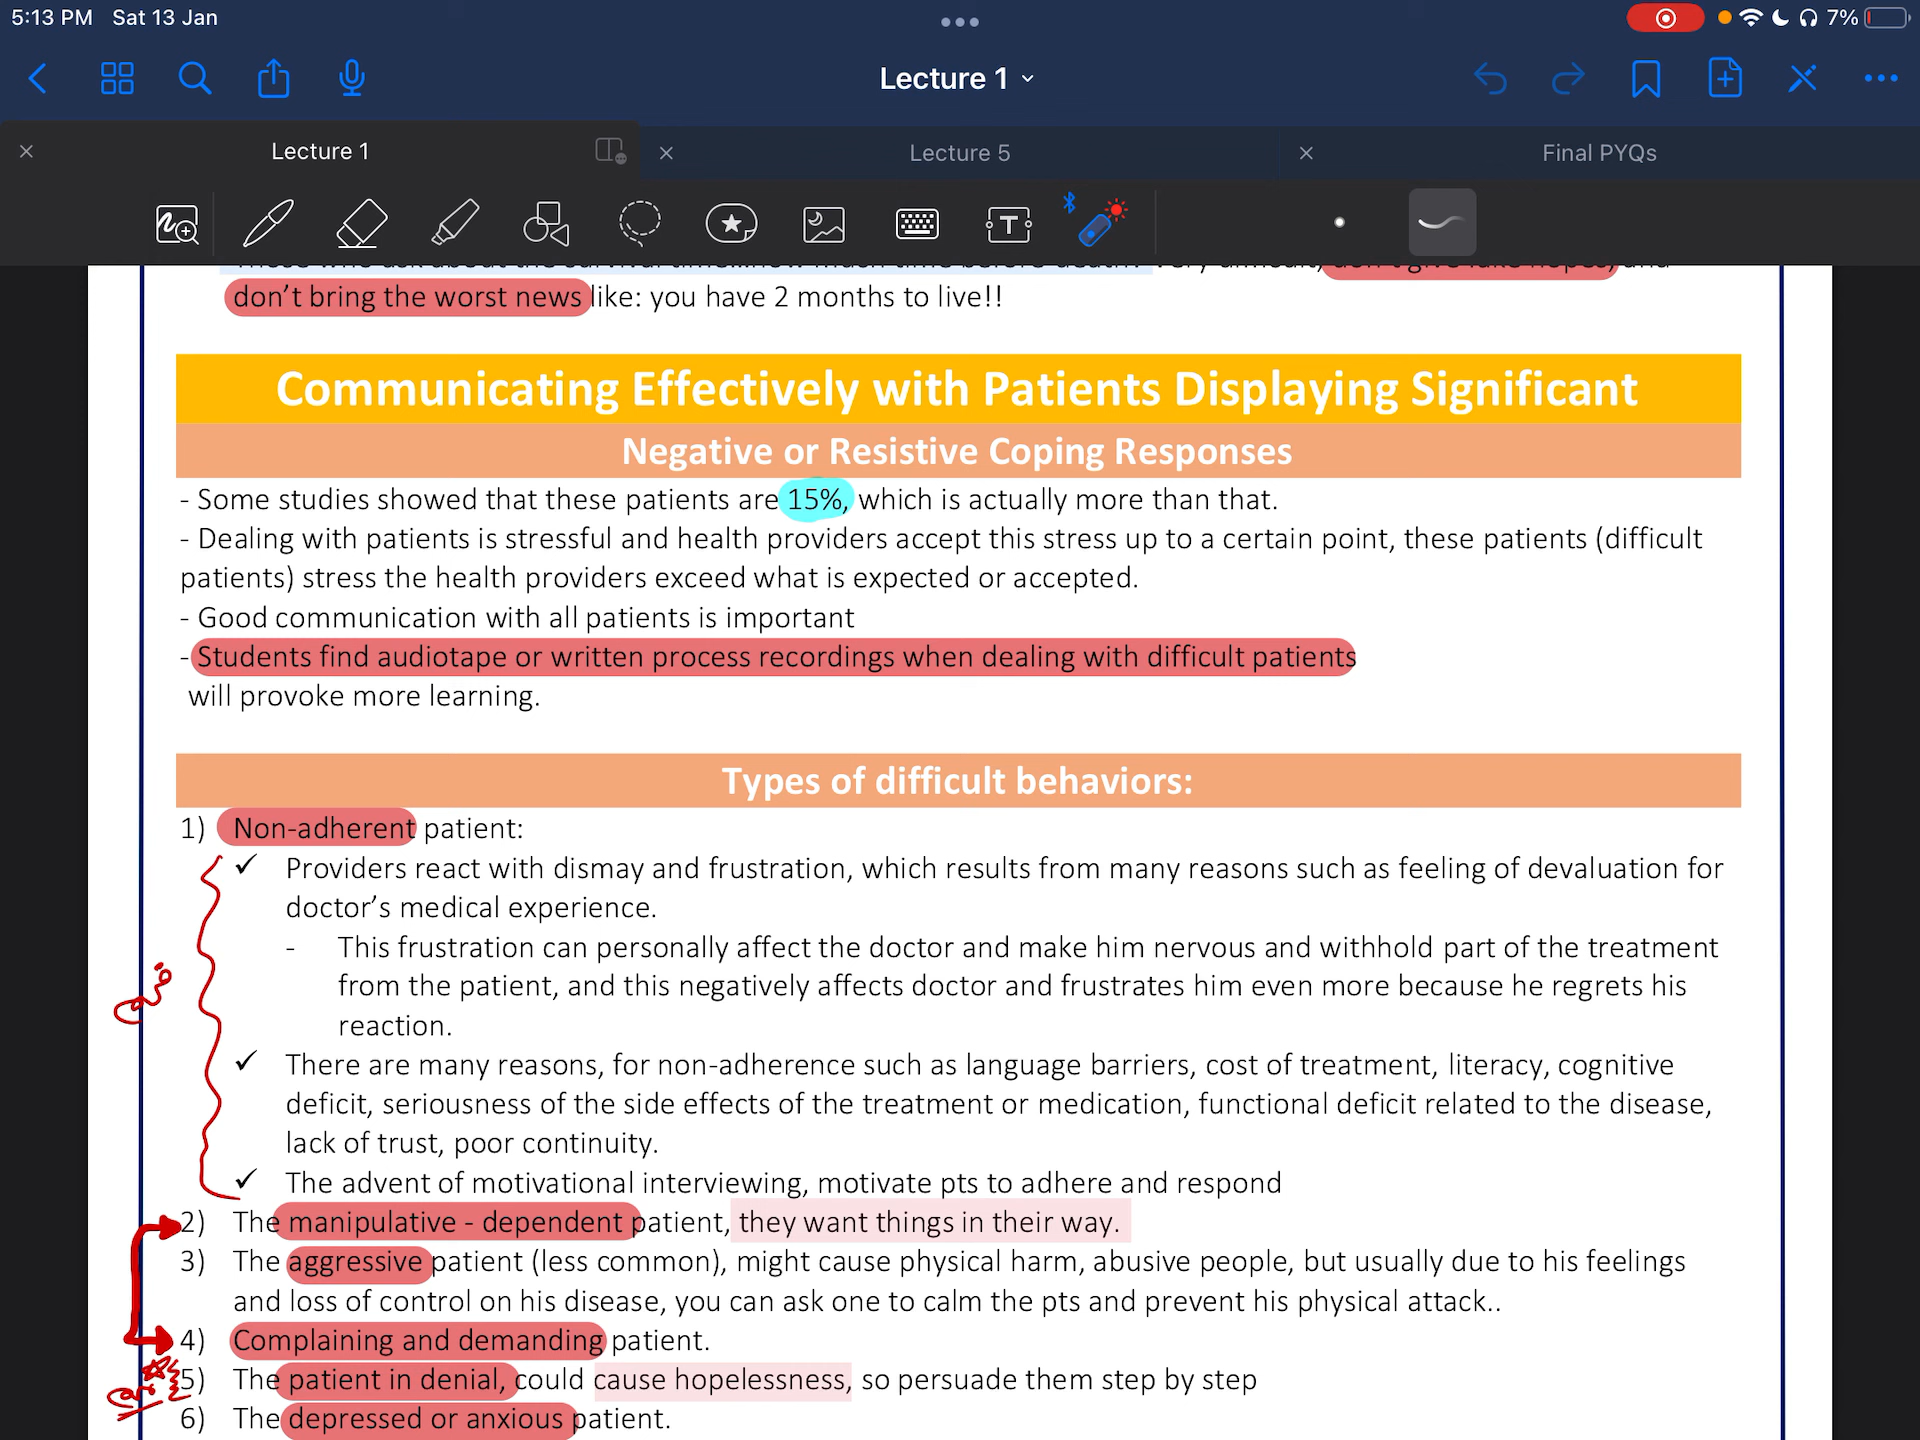 5:13 PM Sat 13 Jan
7%
Lecture 1
Lecture 1
Lecture 5
Final PYQs
don't bring the worst news like: you have 2 months to live!!
Communicating Effectively with Patients Displaying Significant
Negative or Resistive Coping Responses
- Some studies showed that these patients are 15%, which is actually more than that.
- Dealing with patients is stressful and health providers accept this stress up to a certain point, these patients (difficult
patients) stress the health providers exceed what is expected or accepted.
- Good communication with all patients is important
- Students find audiotape or written process recordings when dealing with difficult patients
will provoke more learning.
Types of difficult behaviors:
1) Non-adherent patient:
✓ Providers react with dismay and frustration, which results from many reasons such as feeling of devaluation for
doctor's medical experience.
- This frustration can personally affect the doctor and make him nervous and withhold part of the treatment
from the patient, and this negatively affects doctor and frustrates him even more because he regrets his
reaction.
✓ There are many reasons, for non-adherence such as language barriers, cost of treatment, literacy, cognitive
deficit, seriousness of the side effects of the treatment or medication, functional deficit related to the disease,
lack of trust, poor continuity.
✓ The advent of motivational interviewing, motivate pts to adhere and respond
2) The manipulative - dependent patient, they want things in their way.
3) The aggressive patient (less common), might cause physical harm, abusive people, but usually due to his feelings
and loss of control on his disease, you can ask one to calm the pts and prevent his physical attack..
4) Complaining and demanding patient.
5) The patient in denial, could cause hopelessness, so persuade them step by step
6) The depressed or anxious patient.